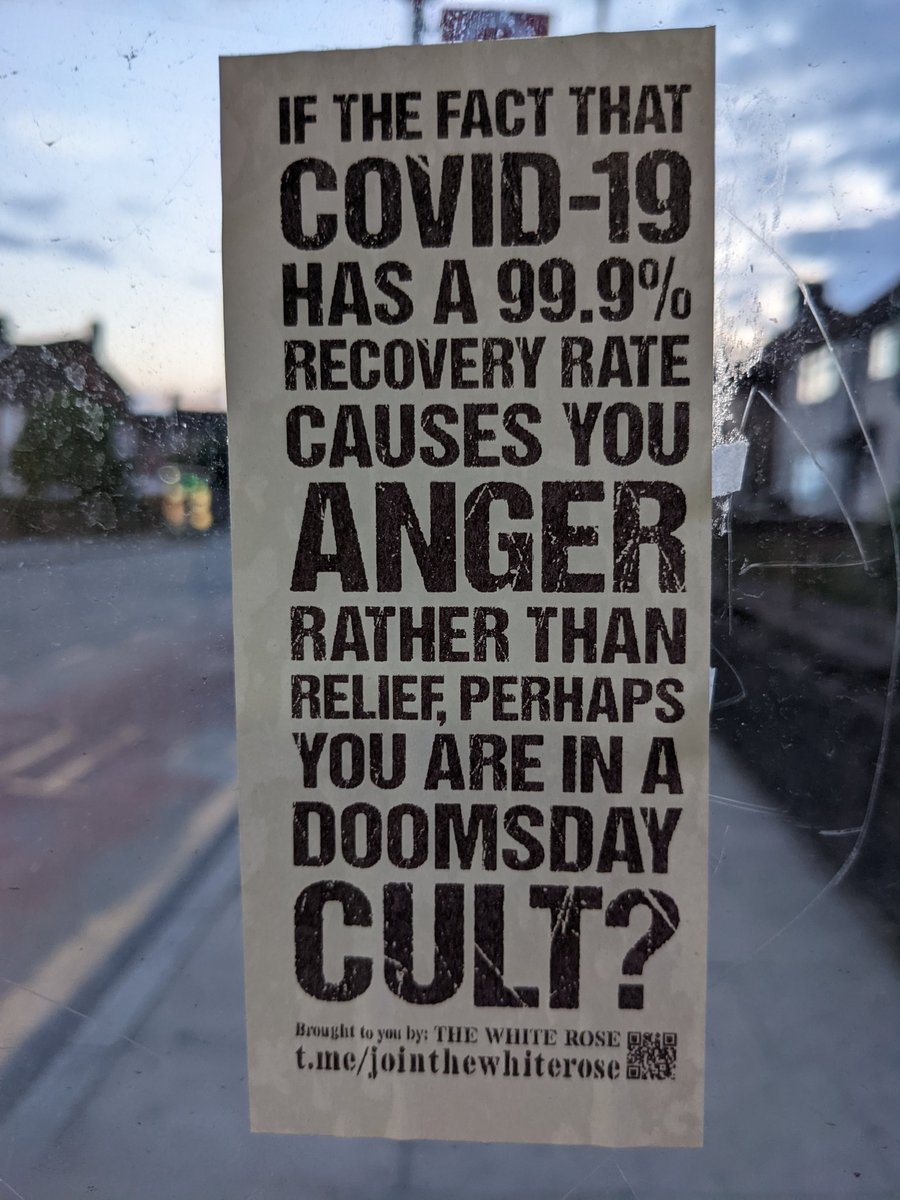 IF THE FACT THAT
COVID-19
HAS A 99.9%
RECOVERY RATE
CAUSES YOU
ANGER
RATHER THAN
RELIEF, PERHAPS
YOU ARE IN A
DOOMSDAY
CULT?
Brought to you by: THE WHITE ROSE
t.me/jointhewhiterose